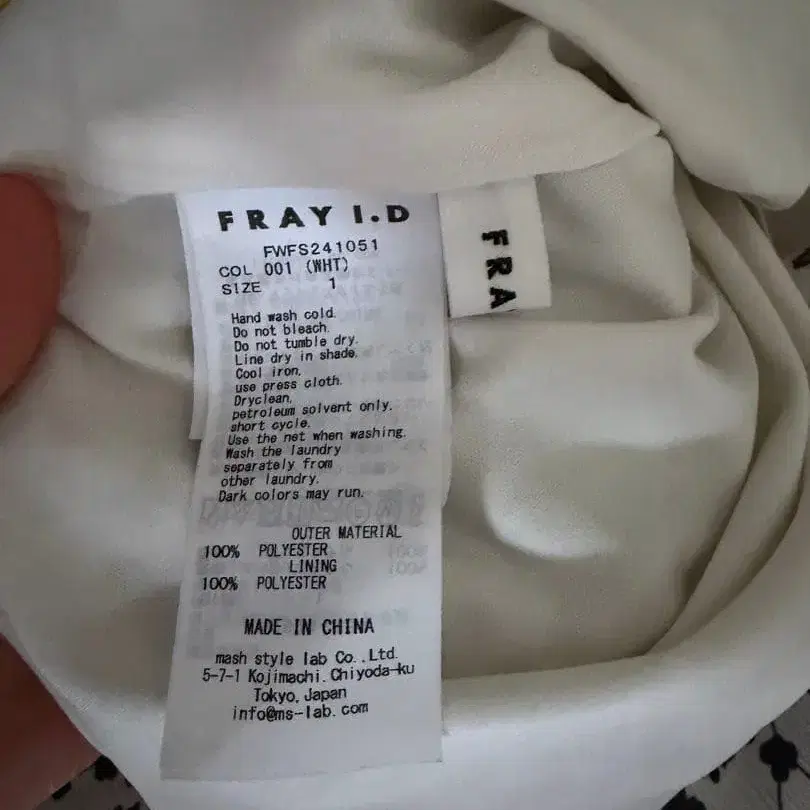 FRAY I.D
FWFS241051
COL 001 (WHT)
SIZE 1
Hand wash cold.
Do not bleach.
Do not tumble dry.
Line dry in shade.
Cool iron.
use press cloth.
Dryclean.
petroleum solvent only.
short cycle.
Use the net when washing.
Wash the laundry
separately from
other laundry.
Dark colors may run.
OUTER MATERIAL
100% POLYESTER
LINING
100% POLYESTER
MADE IN CHINA
mash style lab Co.,Ltd.
5-7-1 Kojimachi.Chiyoda-ku
Tokyo,Japan
info@ms-lab.com
FRA